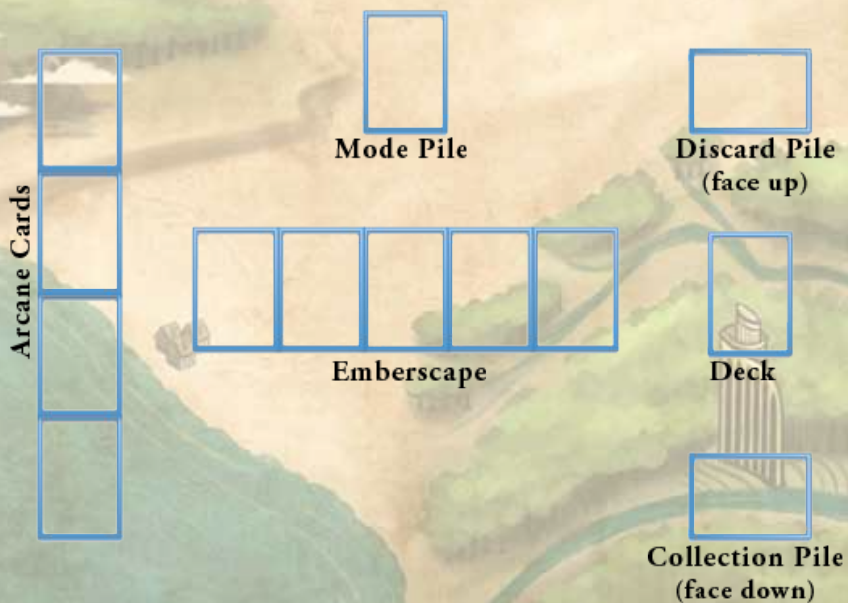 Mode Pile
Discard Pile
(face up)
Arcane Cards
Emberscape
Deck
Collection Pile
(face down)